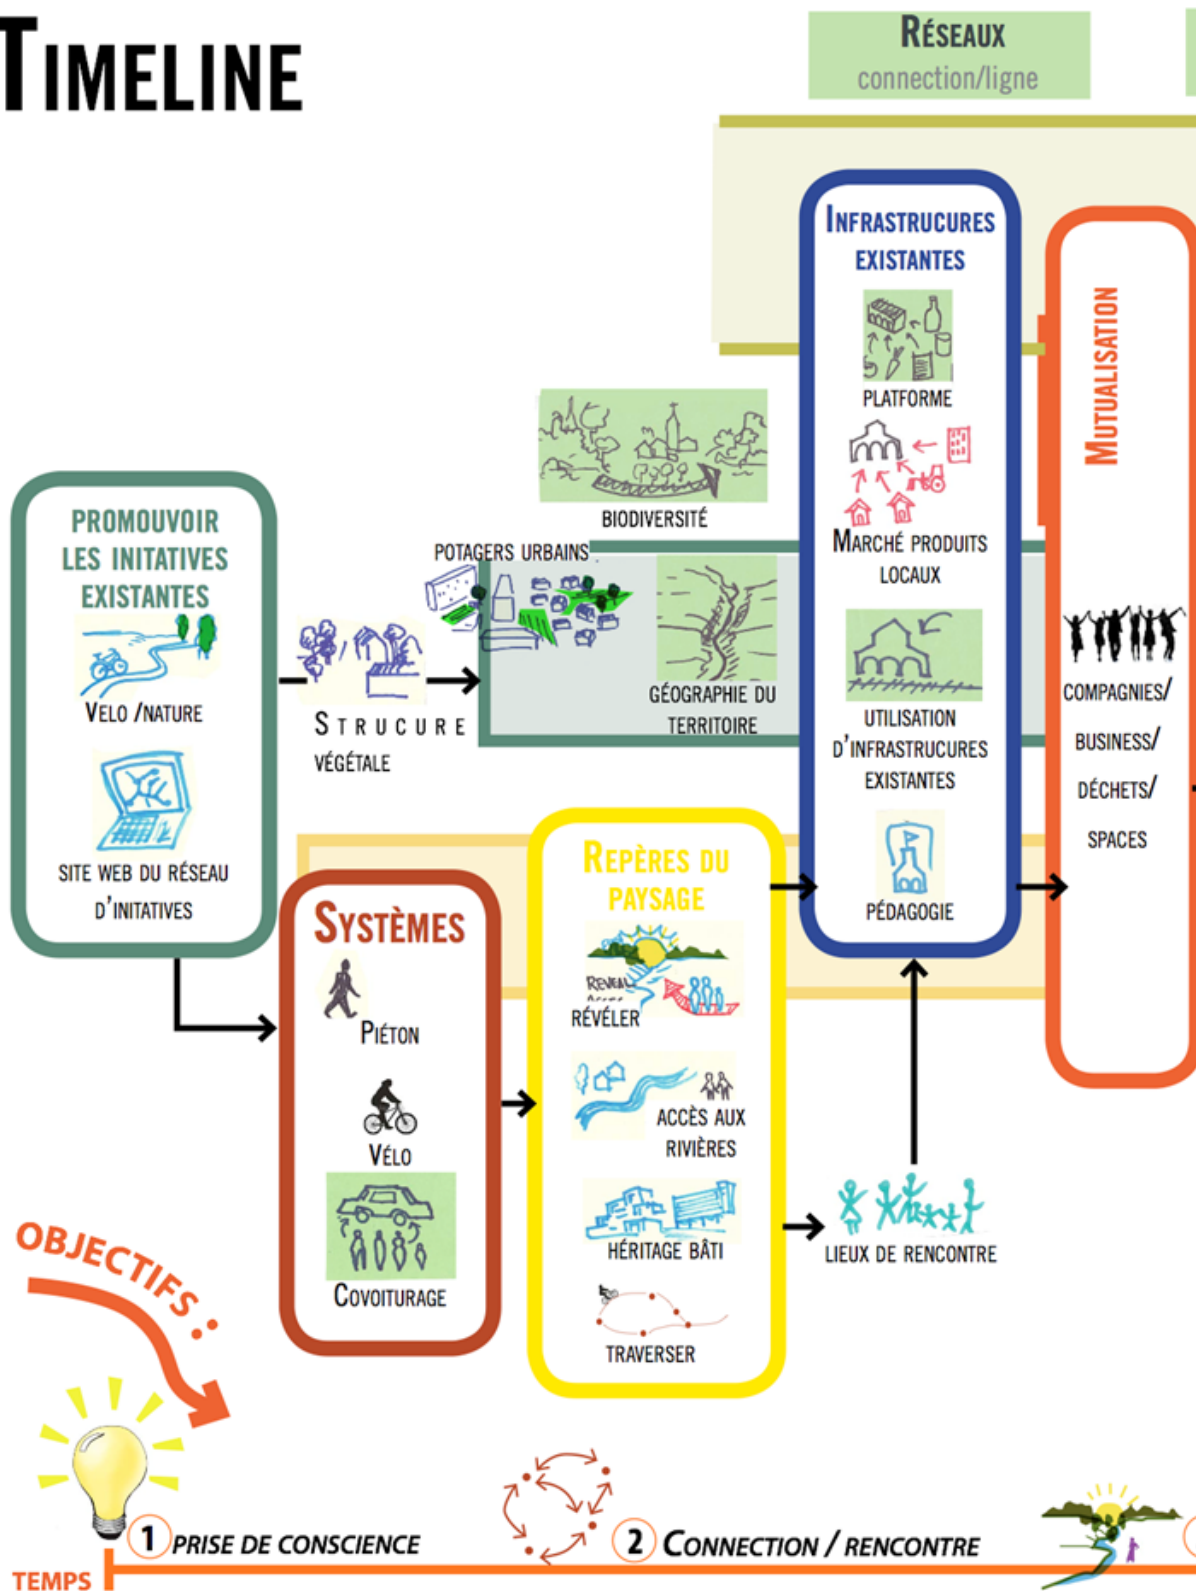 TIMELINE
RÉSEAUX
connection/ligne
INFRASTRUCURES
EXISTANTES
PLATFORME
MARCHÉ PRODUITS
LOCAUX
UTILISATION
D'INFRASTRUCURES
EXISTANTES
PÉDAGOGIE
MUTUALISATION
COMPAGNIES/
BUSINESS/
DÉCHETS/
SPACES
BIODIVERSITÉ
POTAGERS URBAINS
GÉOGRAPHIE DU
TERRITOIRE
PROMOUVOIR
LES INITATIVES
EXISTANTES
VELO /NATURE
SITE WEB DU RÉSEAU
D'INITATIVES
STRUCURE
VÉGÉTALE
SYSTÈMES
PIÉTON
VÉLO
COVOITURAGE
REPÈRES DU
PAYSAGE
REVEAL
RÉVÉLER
ACCÈS AUX
RIVIÈRES
HÉRITAGE BÂTI
TRAVERSER
LIEUX DE RENCONTRE
OBJECTIFS :
1 PRISE DE CONSCIENCE
2 CONNECTION / RENCONTRE
TEMPS